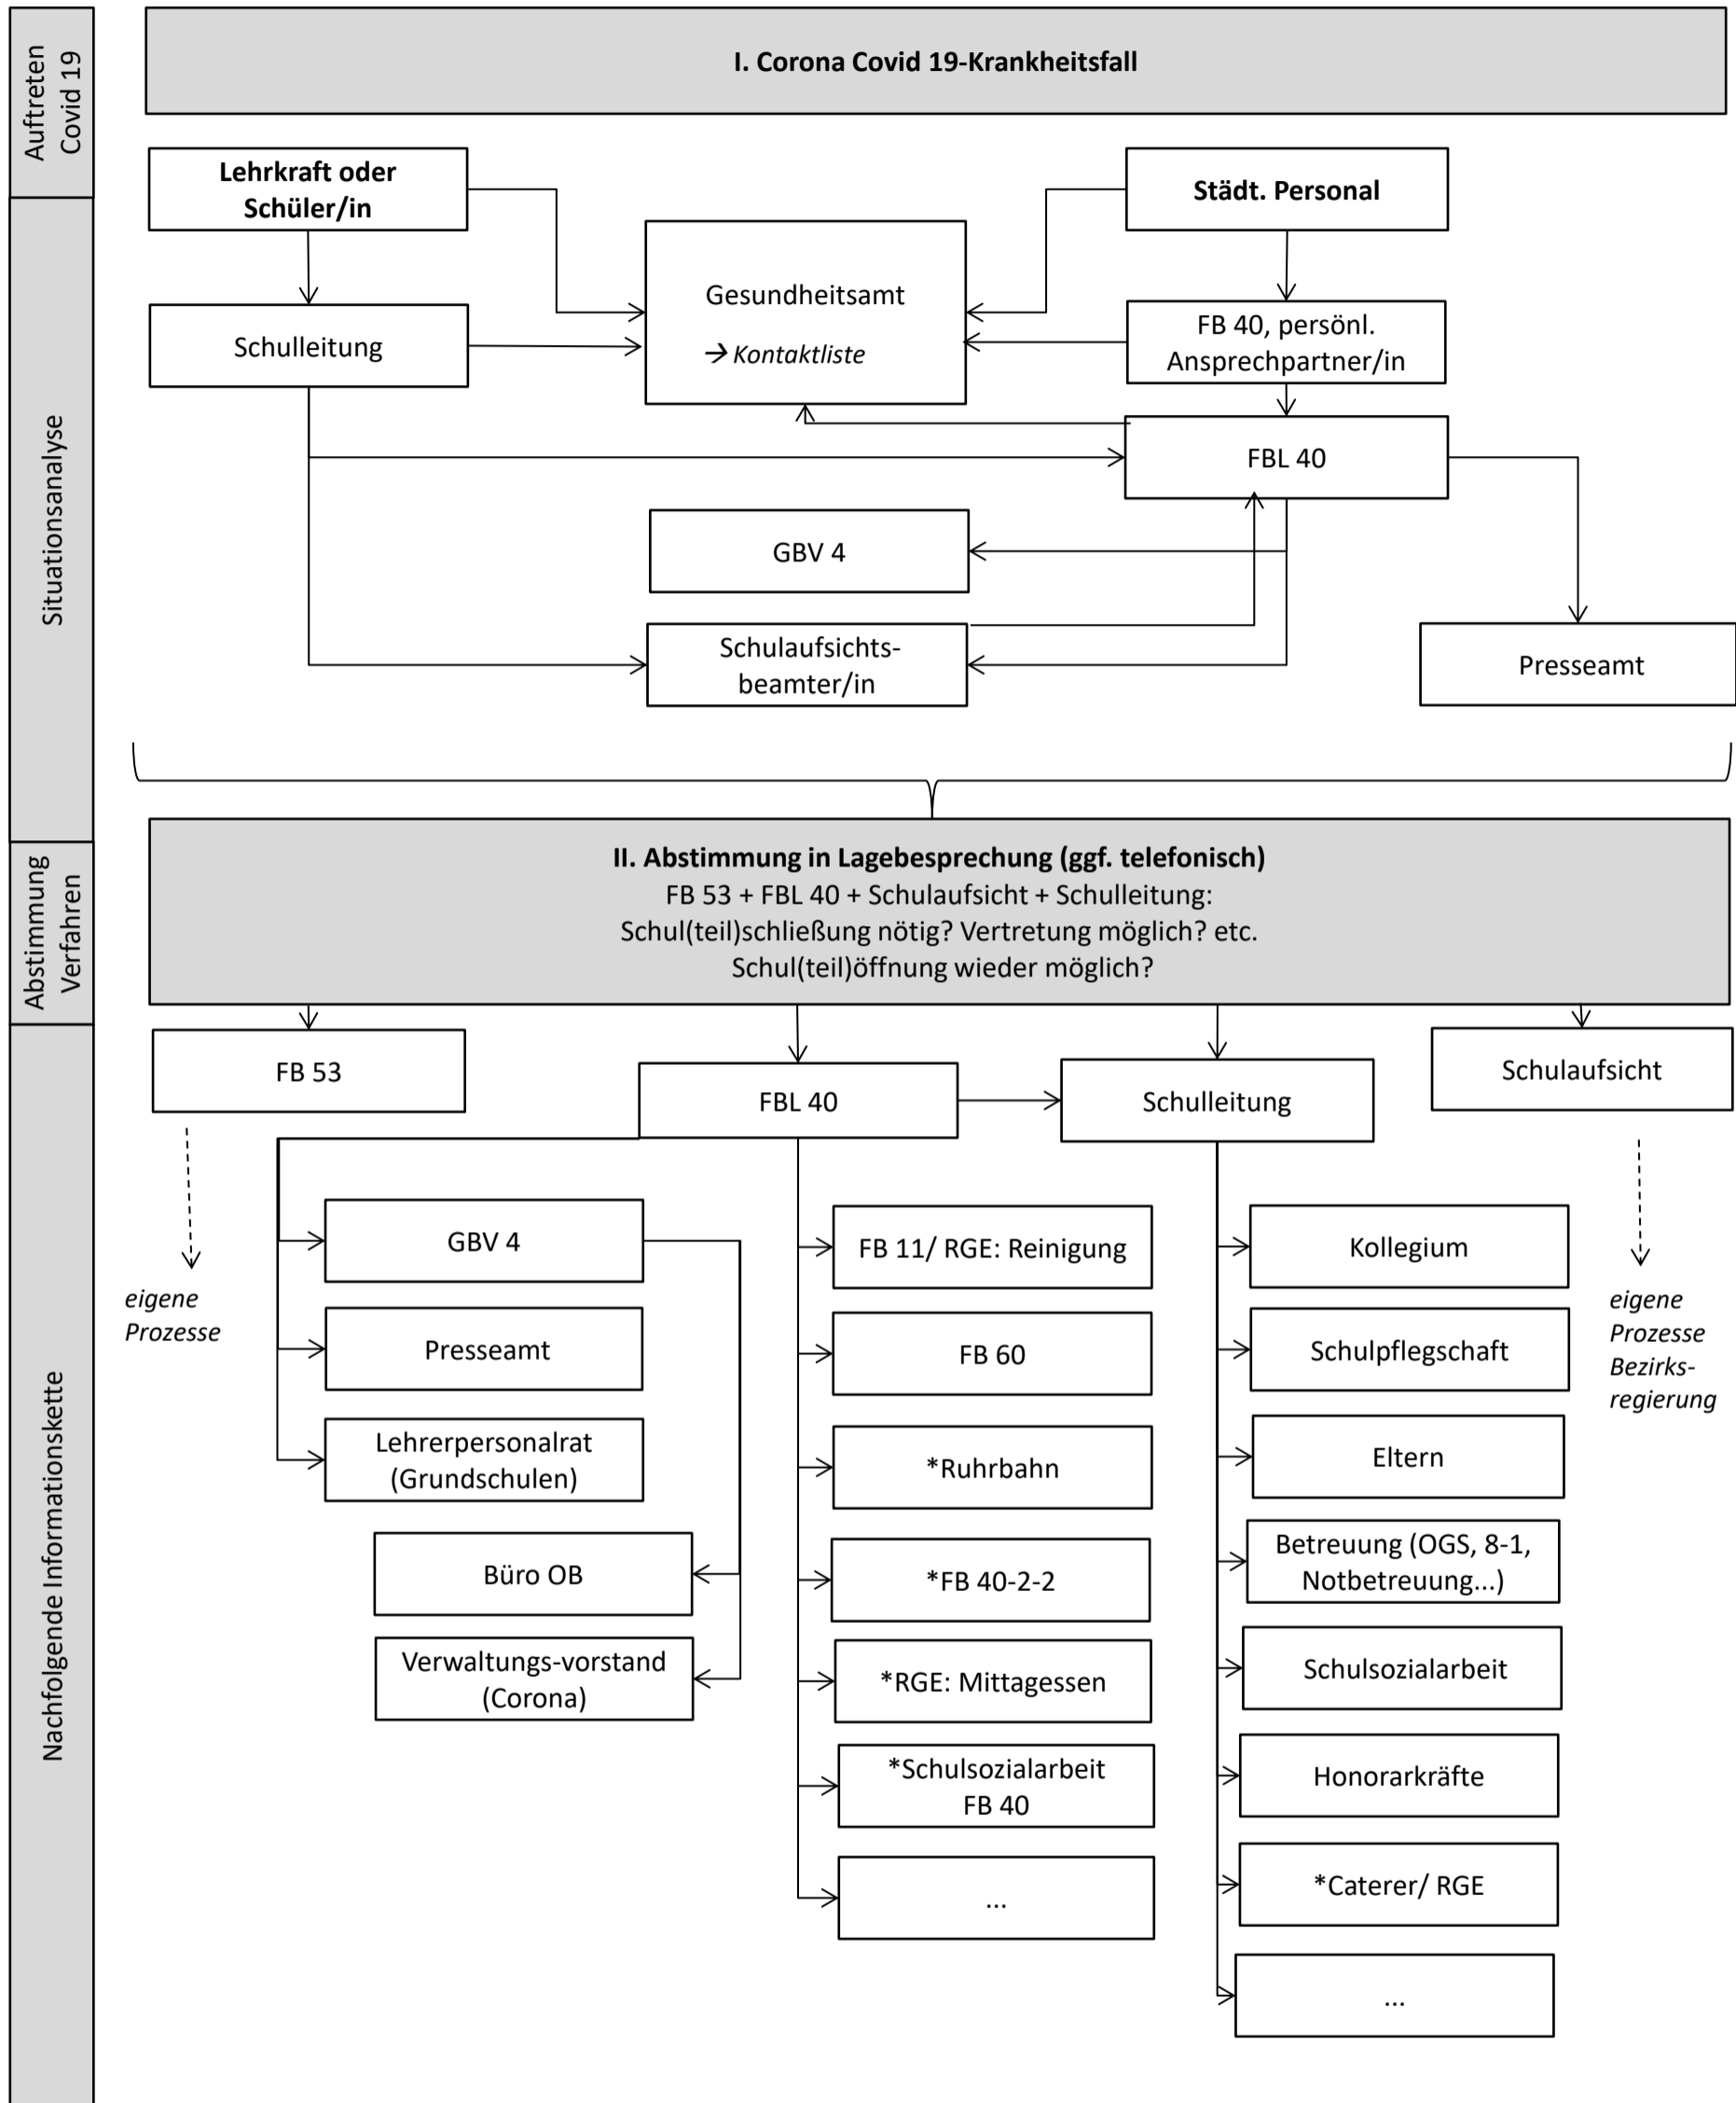 Auftreten
Covid 19
I. Corona Covid 19-Krankheitsfall
Situationsanalyse
Lehrkraft oder
Schüler/in
Städt. Personal
Gesundheitsamt
→ Kontaktliste
Schulleitung
FB 40, persönl.
Ansprechpartner/in
FBL 40
GBV 4
Schulaufsichts-
beamter/in
Presseamt
Abstimmung
Verfahren
II. Abstimmung in Lagebesprechung (ggf. telefonisch)
FB 53 + FBL 40 + Schulaufsicht + Schulleitung:
Schul(teil)schließung nötig? Vertretung möglich? etc.
Schul(teil)öffnung wieder möglich?
Nachfolgende Informationskette
FB 53
FBL 40
Schulleitung
Schulaufsicht
eigene
Prozesse
GBV 4
Presseamt
Lehrerpersonalrat
(Grundschulen)
Büro OB
Verwaltungs-vorstand
(Corona)
FB 11/ RGE: Reinigung
FB 60
*Ruhrbahn
*FB 40-2-2
*RGE: Mittagessen
*Schulsozialarbeit
FB 40
...
Kollegium
Schulpflegschaft
Eltern
Betreuung (OGS, 8-1,
Notbetreuung...)
Schulsozialarbeit
Honorarkräfte
*Caterer/ RGE
...
eigene
Prozesse
Bezirks-
regierung